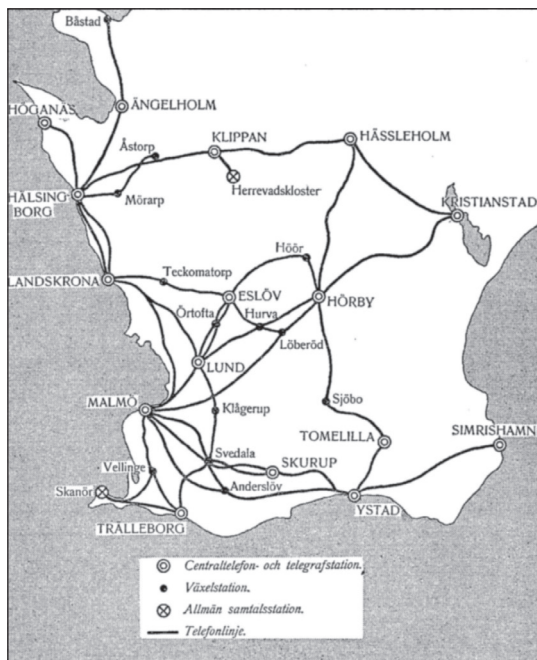 Båstad
HÖGANÄS
ÄNGELHOLM
KLIPPAN
HÄSSLEHOLM
Åstorp
Herrevadskloster
HÄLSING
BORG
Mörarp
KRISTIANSTAD
Höör
LANDSKRONA
Teckomatorp
ESLÖV
HÖRBY
Örtofta
Hurva
Löberöd
LUND
MALMÖ
Klågerup
Sjöbo
TOMELILLA
SIMRISHAMN
Svedala
SKURUP
Vellinge
Anderslöv
Skanör
YSTAD
TRÄLLEBORG
Centraltelefon- och telegrafstation.
Växelstation.
Allmän samtalsstation.
Telefonlinje.